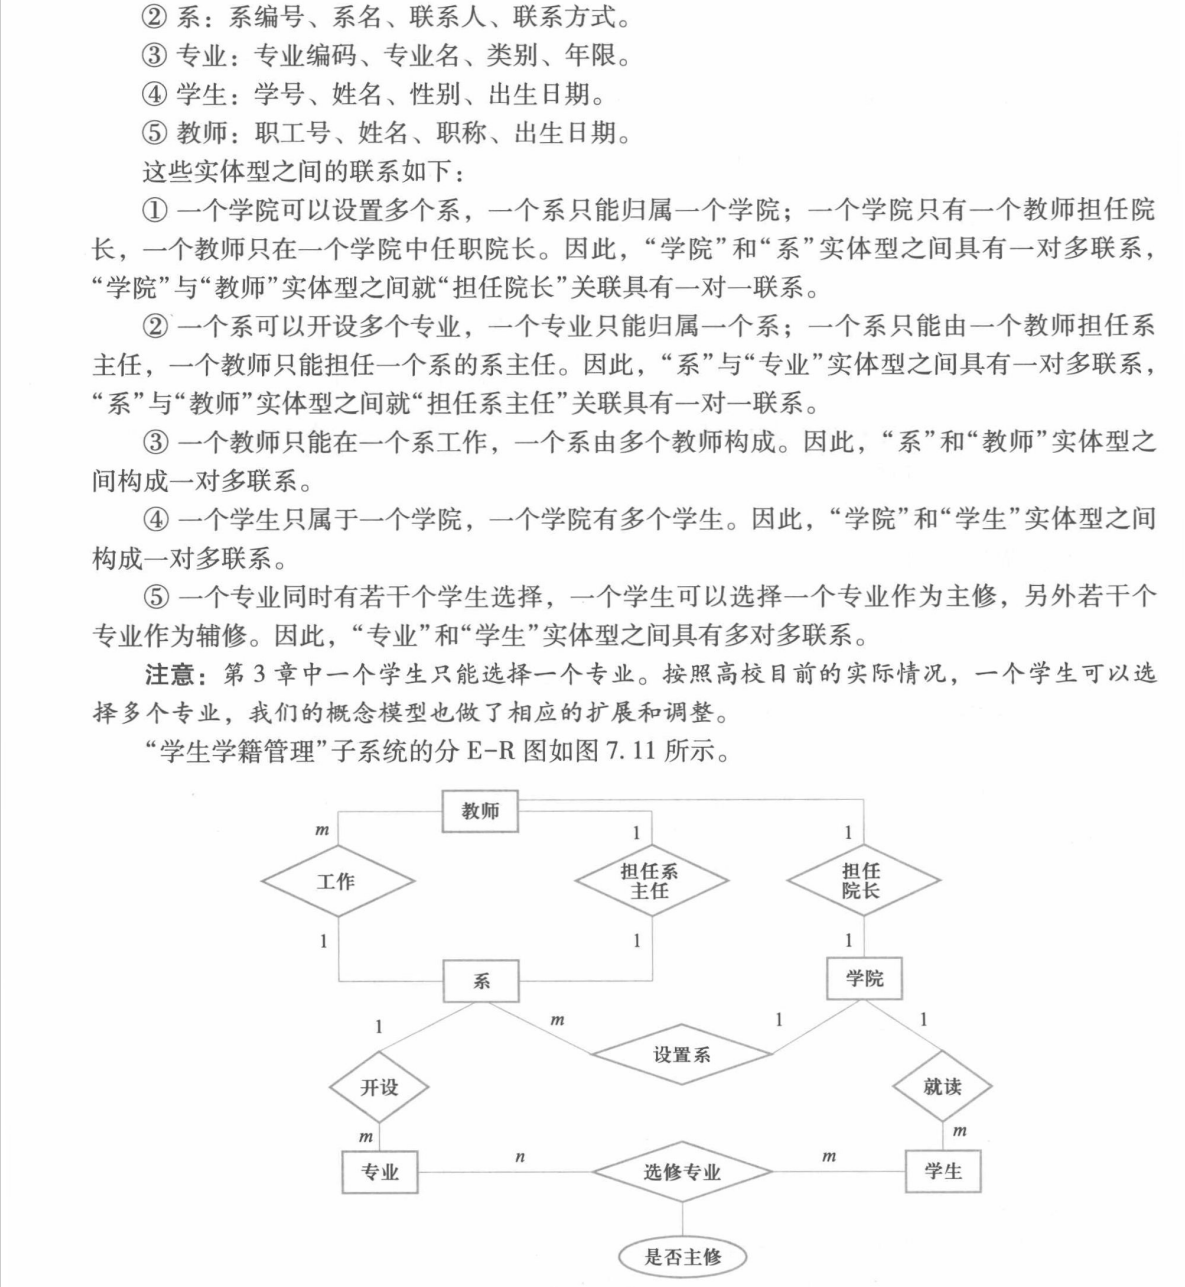 ② 系：系编号、系名、联系人、联系方式。
③ 专业：专业编码、专业名、类别、年限。
④ 学生：学号、姓名、性别、出生日期。
⑤ 教师：职工号、姓名、职称、出生日期。
这些实体型之间的联系如下：
① 一个学院可以设置多个系，一个系只能归属一个学院；一个学院只有一个教师担任院
长，一个教师只在一个学院中任职院长。因此，“学院”和“系”实体型之间具有一对多联系，
“学院”与“教师”实体型之间就“担任院长”关联具有一对一联系。
② 一个系可以开设多个专业，一个专业只能归属一个系；一个系只能由一个教师担任系
主任，一个教师只能担任一个系的系主任。因此，“系”与“专业”实体型之间具有一对多联系，
“系”与“教师”实体型之间就“担任系主任”关联具有一对一联系。
③ 一个教师只能在一个系工作，一个系由多个教师构成。因此，“系”和“教师”实体型之
间构成一对多联系。
④ 一个学生只属于一个学院，一个学院有多个学生。因此，“学院”和“学生”实体型之间
构成一对多联系。
⑤ 一个专业同时有若干个学生选择，一个学生可以选择一个专业作为主修，另外若干个
专业作为辅修。因此，“专业”和“学生”实体型之间具有多对多联系。
注意：第 3 章中一个学生只能选择一个专业。按照高校目前的实际情况，一个学生可以选
择多个专业，我们的概念模型也做了相应的扩展和调整。
“学生学籍管理”子系统的分 E-R 图如图 7.11 所示。
教师
m
1
1
工作
担任系
主任
担任
院长
1
1
1
系
学院
1
m
1
1
设置系
开设
就读
m
m
专业
n
选修专业
m
学生
是否主修